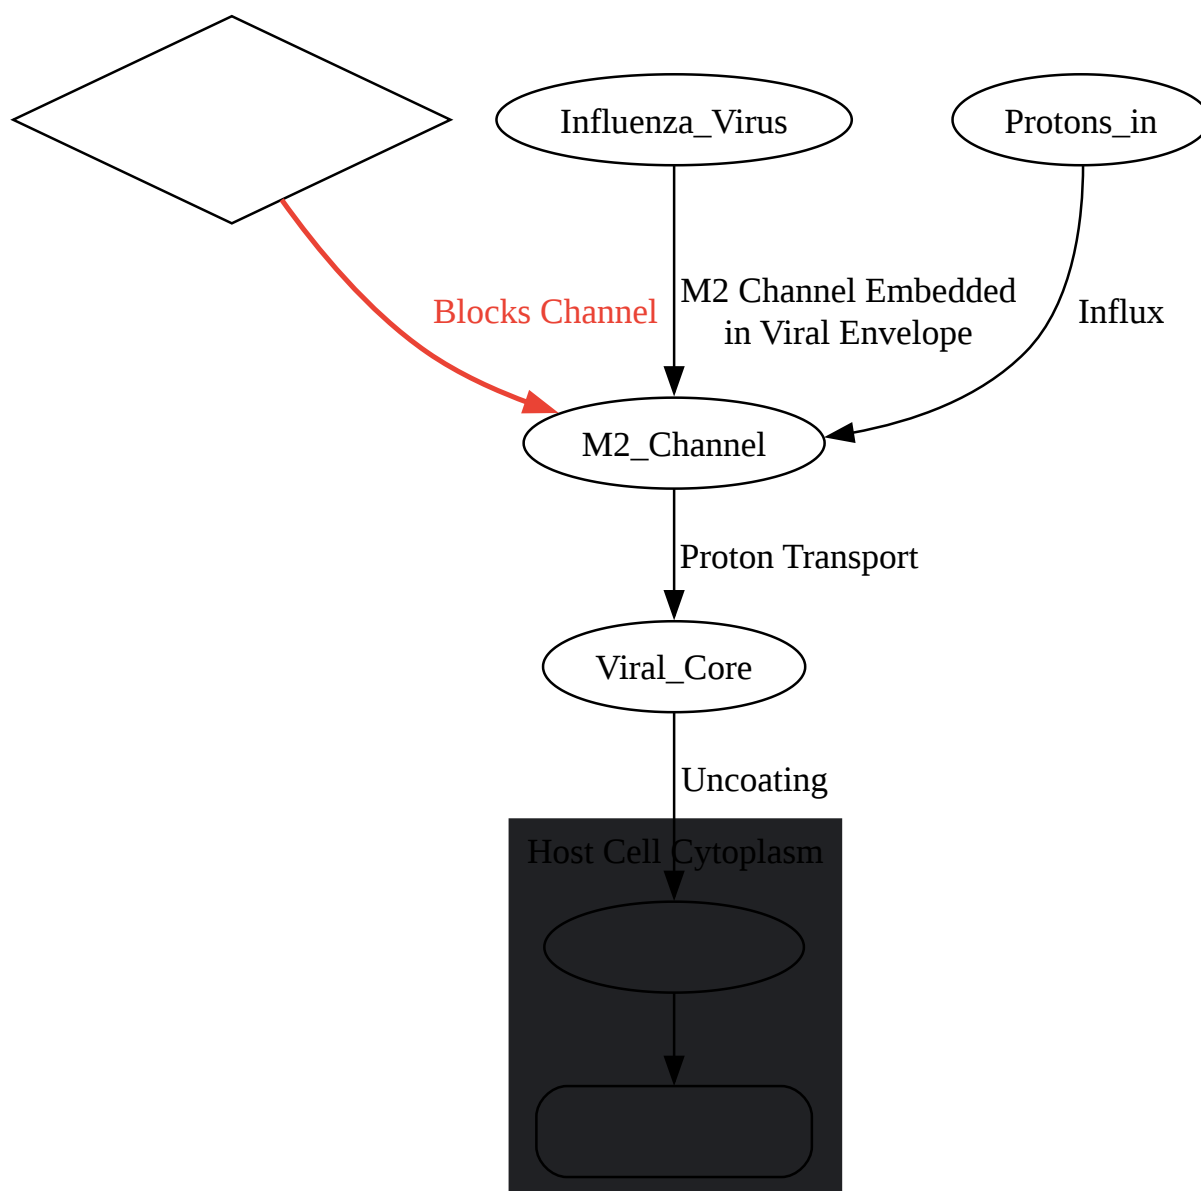 Influenza_Virus
Protons_in
Blocks Channel
M2 Channel Embedded
in Viral Envelope
Influx
M2_Channel
Proton Transport
Viral_Core
Uncoating
Host Cell Cytoplasm